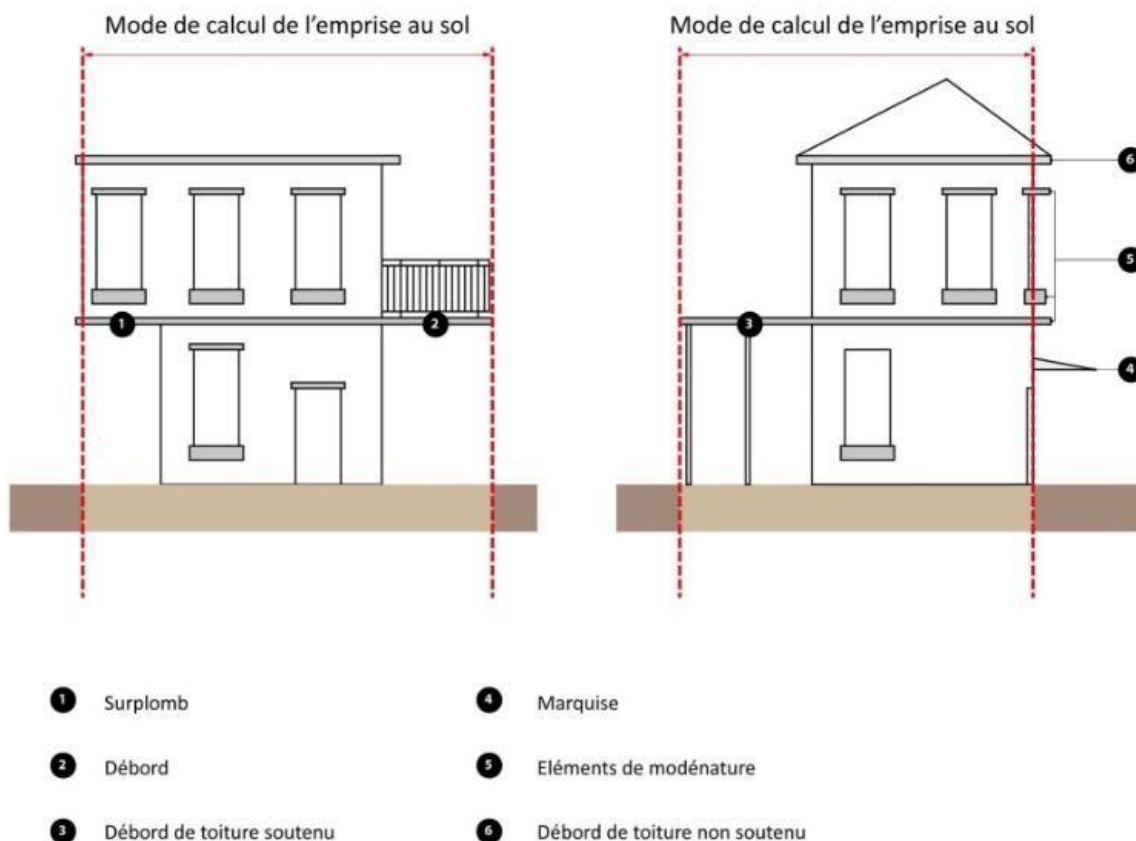 Mode de calcul de l’emprise au sol
Mode de calcul de l’emprise au sol
6
5
1
2
3
4
1 Surplomb
4 Marquise
2 Débord
5 Eléments de modénature
3 Débord de toiture soutenu
6 Débord de toiture non soutenu